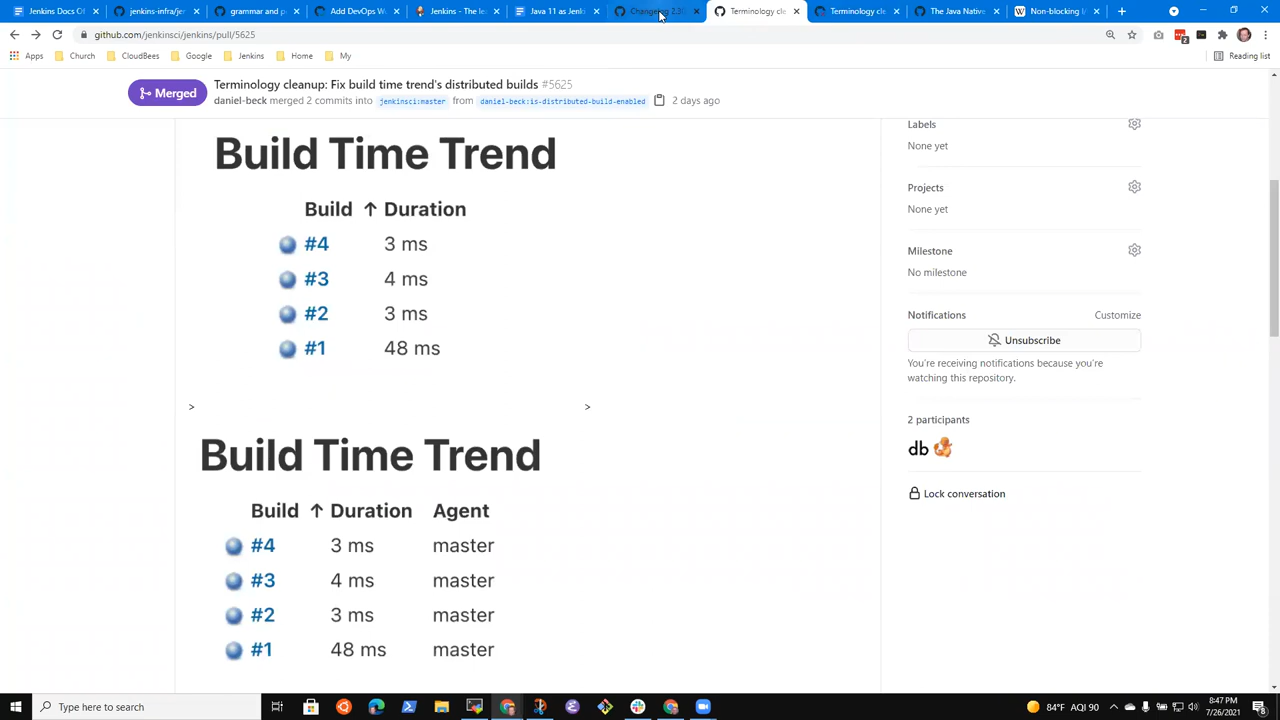 Jenkins Docs Of
jenkins-infra/je
grammar and p
Add DevOps W
Jenkins - The le
Java 11 as Jenk
Changelog 2.30
Terminology cle
Terminology cle
The Java Native
Non-blocking I/
github.com/jenkinsci/jenkins/pull/5625
Apps
Church
CloudBees
Google
Jenkins
Home
My
Reading list
Merged
Terminology cleanup: Fix build time trend's distributed builds #5625
daniel-beck merged 2 commits into jenkinsci:master from daniel-beck:is-distributed-build-enabled 2 days ago
Build Time Trend
Build ↑ Duration
#4 3 ms
#3 4 ms
#2 3 ms
#1 48 ms
> >
Build Time Trend
Build ↑ Duration Agent
#4 3 ms master
#3 4 ms master
#2 3 ms master
#1 48 ms master
Labels
None yet
Projects
None yet
Milestone
No milestone
Notifications Customize
Unsubscribe
You're receiving notifications because you're
watching this repository.
2 participants
db
Lock conversation
Type here to search
84°F AQI 90
8:47 PM
7/26/2021